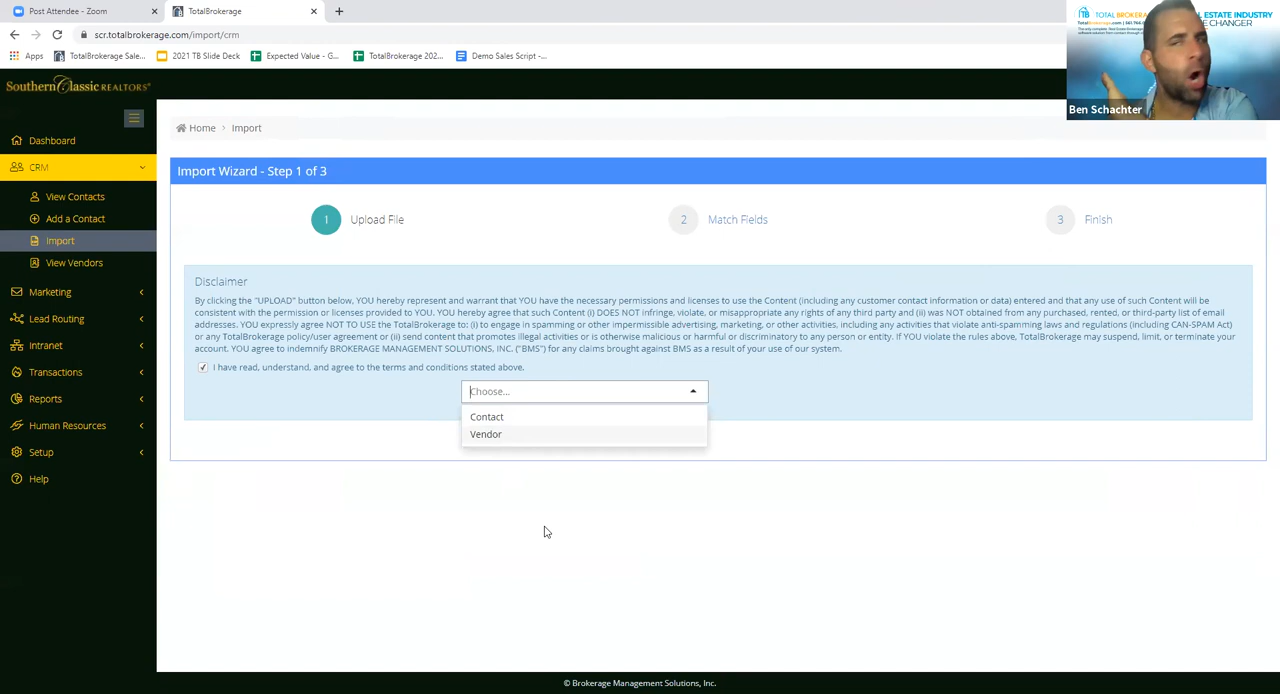 Post Attendee - Zoom
TotalBrokerage
scr.totalbrokerage.com/import/crm
Apps
TotalBrokerage Sale...
2021 TB Slide Deck
Expected Value - G...
TotalBrokerage 202...
Demo Sales Script -...
TOTAL BROKERA
AL ESTATE INDUSTRY
E CHANGER
Ben Schachter
Southern Classic REALTORS
Dashboard
CRM
View Contacts
Add a Contact
Import
View Vendors
Marketing
Lead Routing
Intranet
Transactions
Reports
Human Resources
Setup
Help
Home > Import
Import Wizard - Step 1 of 3
1 Upload File
2 Match Fields
3 Finish
Disclaimer
By clicking the "UPLOAD" button below, YOU hereby represent and warrant that YOU have the necessary permissions and licenses to use the Content (including any customer contact information or data) entered and that any use of such Content will be
consistent with the permission or licenses provided to YOU. YOU hereby agree that such Content (i) DOES NOT infringe, violate, or misappropriate any rights of any third party and (ii) was NOT obtained from any purchased, rented, or third-party list of email
addresses. YOU expressly agree NOT TO USE the TotalBrokerage to: (i) to engage in spamming or other impermissible advertising, marketing, or other activities, including any activities that violate anti-spamming laws and regulations (including CAN-SPAM Act)
or any TotalBrokerage policy/user agreement or (ii) send content that promotes illegal activities or is otherwise malicious or harmful or discriminatory to any person or entity. If YOU violate the rules above, TotalBrokerage may suspend, limit, or terminate your
account. YOU agree to indemnify BROKERAGE MANAGEMENT SOLUTIONS, INC. ("BMS") for any claims brought against BMS as a result of your use of our system.
I have read, understand, and agree to the terms and conditions stated above.
Choose...
Contact
Vendor
© Brokerage Management Solutions, Inc.